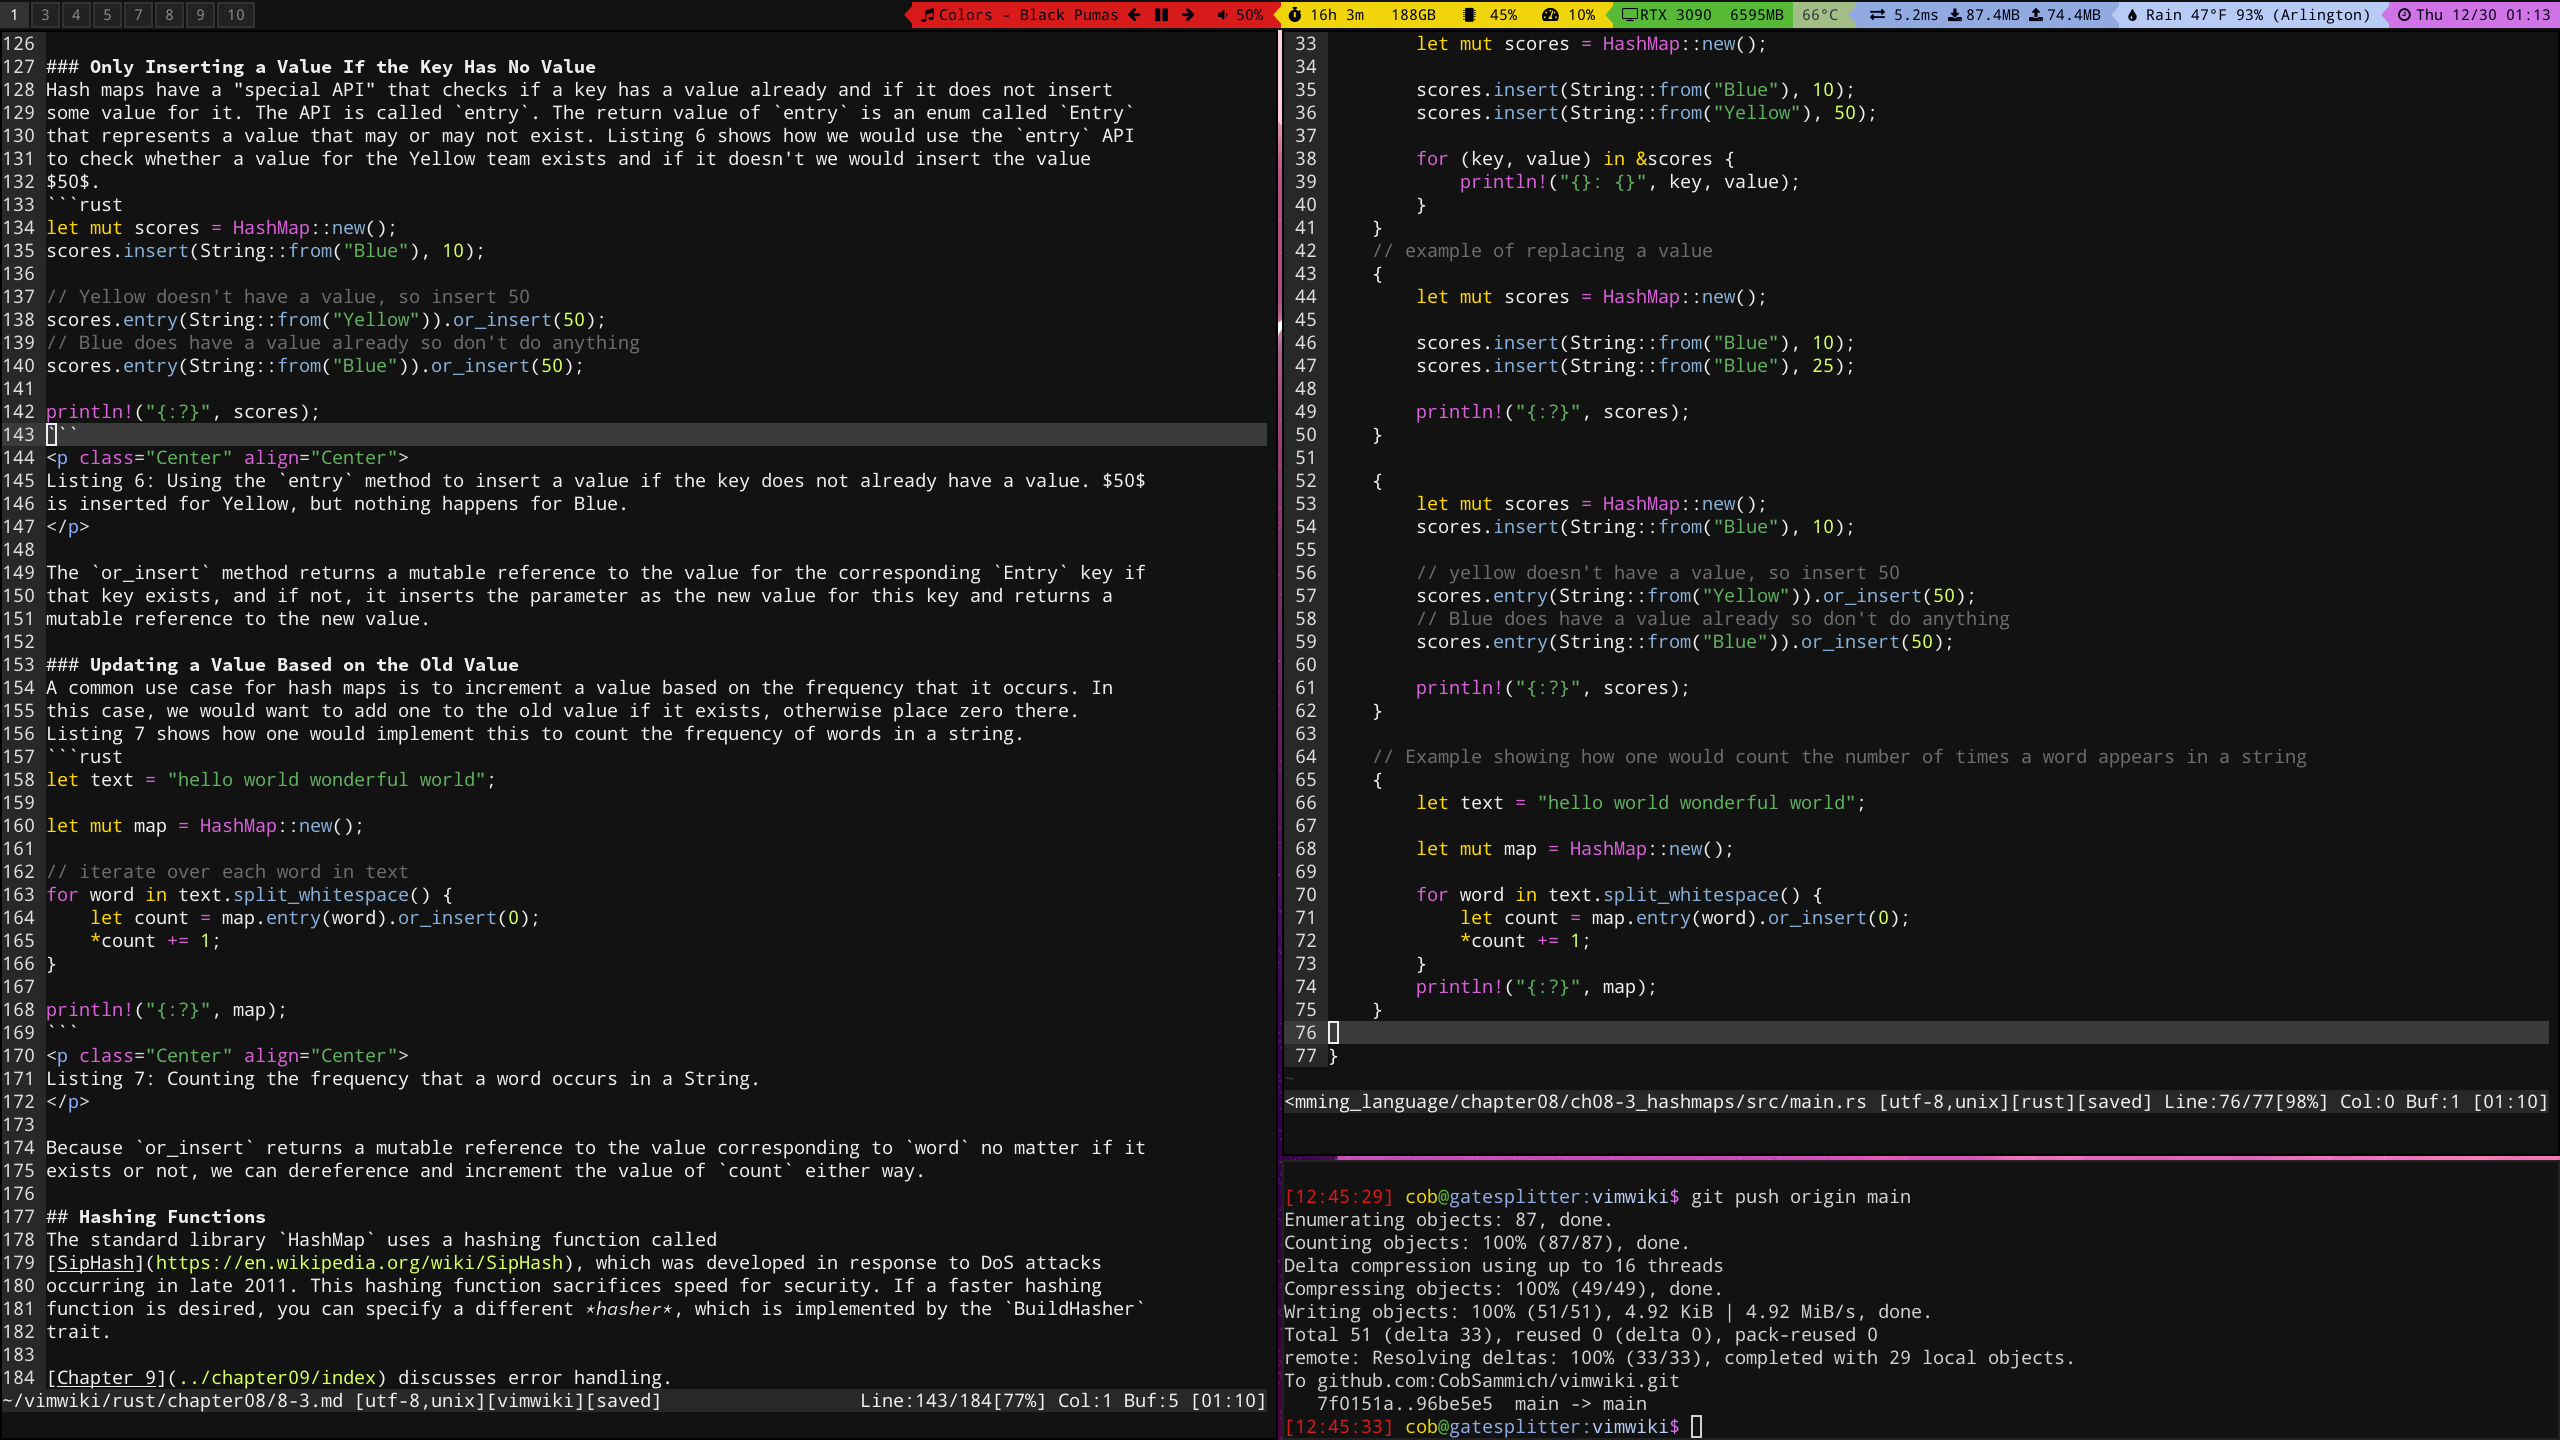 1 3 4 5 7 8 9 10 Colors - Black Pumas 50% 16h 3m 188GB 45% 10% RTX 3090 6595MB 66°C 5.2ms 87.4MB 74.4MB Rain 47°F 93% (Arlington) Thu 12/30 01:13
126
127 ### Only Inserting a Value If the Key Has No Value
128 Hash maps have a "special API" that checks if a key has a value already and if it does not insert
129 some value for it. The API is called `entry`. The return value of `entry` is an enum called `Entry`
130 that represents a value that may or may not exist. Listing 6 shows how we would use the `entry` API
131 to check whether a value for the Yellow team exists and if it doesn't we would insert the value
132 $50$.
133 ```rust
134 let mut scores = HashMap::new();
135 scores.insert(String::from("Blue"), 10);
136
137 // Yellow doesn't have a value, so insert 50
138 scores.entry(String::from("Yellow")).or_insert(50);
139 // Blue does have a value already so don't do anything
140 scores.entry(String::from("Blue")).or_insert(50);
141
142 println!("{:?}", scores);
143 ```
144 <p class="Center" align="Center">
145 Listing 6: Using the `entry` method to insert a value if the key does not already have a value. $50$
146 is inserted for Yellow, but nothing happens for Blue.
147 </p>
148
149 The `or_insert` method returns a mutable reference to the value for the corresponding `Entry` key if
150 that key exists, and if not, it inserts the parameter as the new value for this key and returns a
151 mutable reference to the new value.
152
153 ### Updating a Value Based on the Old Value
154 A common use case for hash maps is to increment a value based on the frequency that it occurs. In
155 this case, we would want to add one to the old value if it exists, otherwise place zero there.
156 Listing 7 shows how one would implement this to count the frequency of words in a string.
157 ```rust
158 let text = "hello world wonderful world";
159
160 let mut map = HashMap::new();
161
162 // iterate over each word in text
163 for word in text.split_whitespace() {
164     let count = map.entry(word).or_insert(0);
165     *count += 1;
166 }
167
168 println!("{:?}", map);
169 ```
170 <p class="Center" align="Center">
171 Listing 7: Counting the frequency that a word occurs in a String.
172 </p>
173
174 Because `or_insert` returns a mutable reference to the value corresponding to `word` no matter if it
175 exists or not, we can dereference and increment the value of `count` either way.
176
177 ## Hashing Functions
178 The standard library `HashMap` uses a hashing function called
179 [SipHash](https://en.wikipedia.org/wiki/SipHash), which was developed in response to DoS attacks
180 occurring in late 2011. This hashing function sacrifices speed for security. If a faster hashing
181 function is desired, you can specify a different *hasher*, which is implemented by the `BuildHasher`
182 trait.
183
184 [Chapter 9](../chapter09/index) discusses error handling.
~/vimwiki/rust/chapter08/8-3.md [utf-8,unix][vimwiki][saved] Line:143/184[77%] Col:1 Buf:5 [01:10]
33         let mut scores = HashMap::new();
34
35         scores.insert(String::from("Blue"), 10);
36         scores.insert(String::from("Yellow"), 50);
37
38         for (key, value) in &scores {
39             println!("{}: {}", key, value);
40         }
41     }
42     // example of replacing a value
43     {
44         let mut scores = HashMap::new();
45
46         scores.insert(String::from("Blue"), 10);
47         scores.insert(String::from("Blue"), 25);
48
49         println!("{:?}", scores);
50     }
51
52     {
53         let mut scores = HashMap::new();
54         scores.insert(String::from("Blue"), 10);
55
56         // yellow doesn't have a value, so insert 50
57         scores.entry(String::from("Yellow")).or_insert(50);
58         // Blue does have a value already so don't do anything
59         scores.entry(String::from("Blue")).or_insert(50);
60
61         println!("{:?}", scores);
62     }
63
64     // Example showing how one would count the number of times a word appears in a string
65     {
66         let text = "hello world wonderful world";
67
68         let mut map = HashMap::new();
69
70         for word in text.split_whitespace() {
71             let count = map.entry(word).or_insert(0);
72             *count += 1;
73         }
74         println!("{:?}", map);
75     }
76
77 }
~
<mming_language/chapter08/ch08-3_hashmaps/src/main.rs [utf-8,unix][rust][saved] Line:76/77[98%] Col:0 Buf:1 [01:10]
[12:45:29] cob@gatesplitter:vimwiki$ git push origin main
Enumerating objects: 87, done.
Counting objects: 100% (87/87), done.
Delta compression using up to 16 threads
Compressing objects: 100% (49/49), done.
Writing objects: 100% (51/51), 4.92 KiB | 4.92 MiB/s, done.
Total 51 (delta 33), reused 0 (delta 0), pack-reused 0
remote: Resolving deltas: 100% (33/33), completed with 29 local objects.
To github.com:CobSammich/vimwiki.git
   7f0151a..96be5e5  main -> main
[12:45:33] cob@gatesplitter:vimwiki$